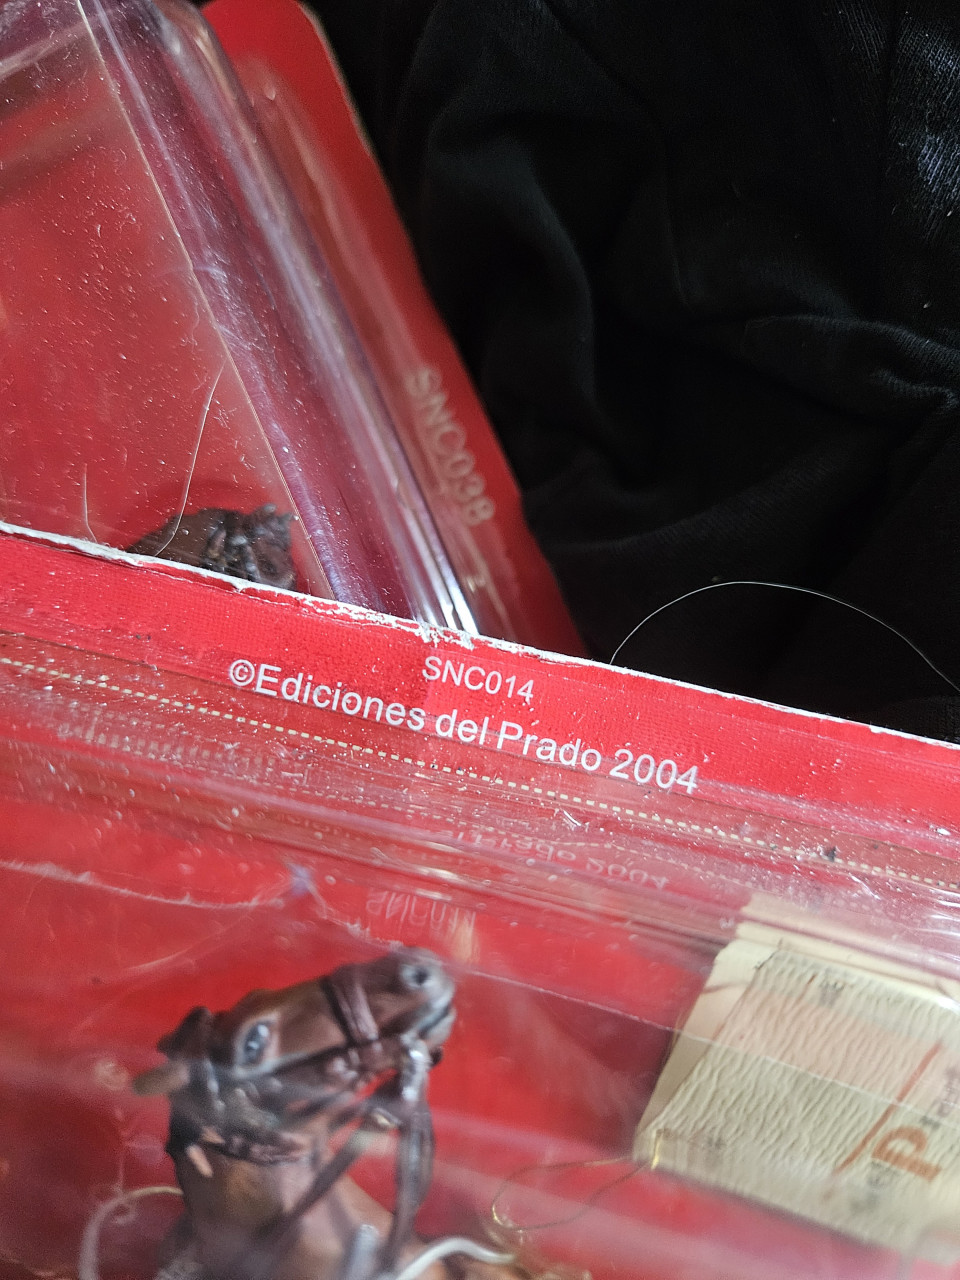 SNC038
SNC014
©Ediciones del Prado 2004
P